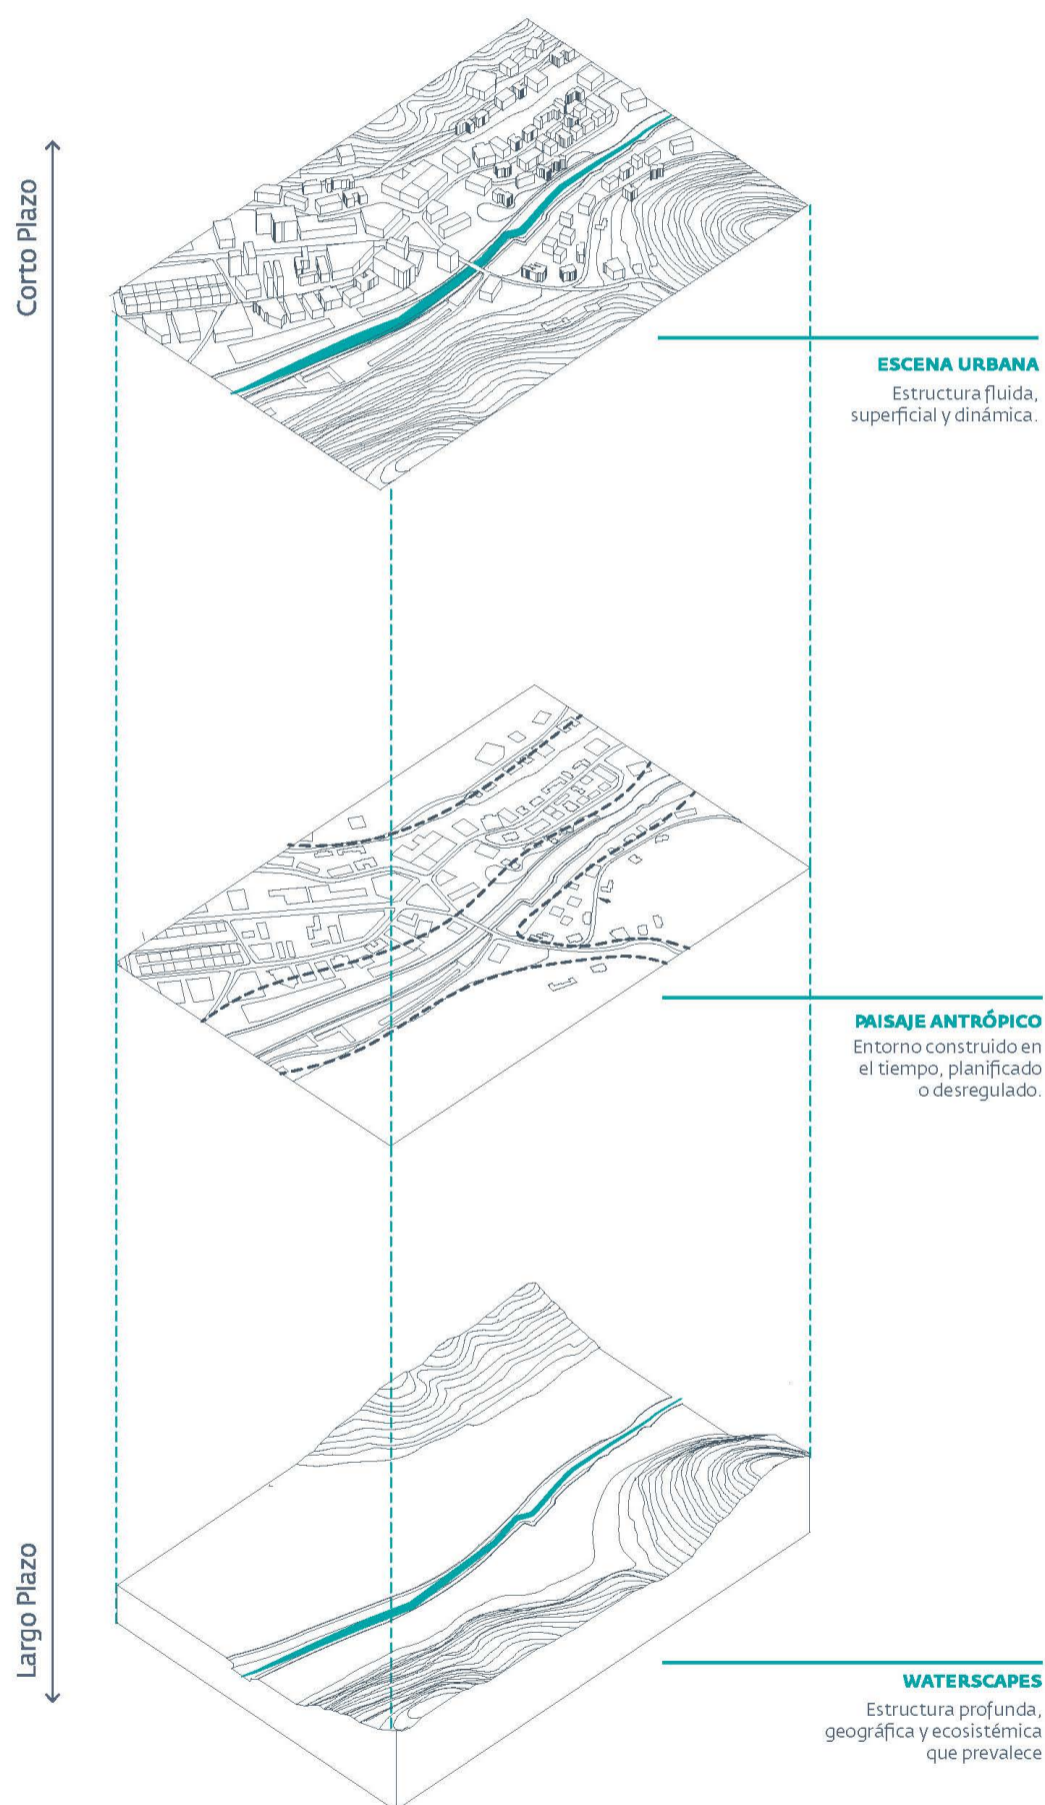 Corto Plazo
ESCENA URBANA
Estructura fluida,
superficial y dinámica.
PAISAJE ANTRÓPICO
Entorno construido en
el tiempo, planificado
o desregulado.
Largo Plazo
WATERSCAPES
Estructura profunda,
geográfica y ecosistémica
que prevalece